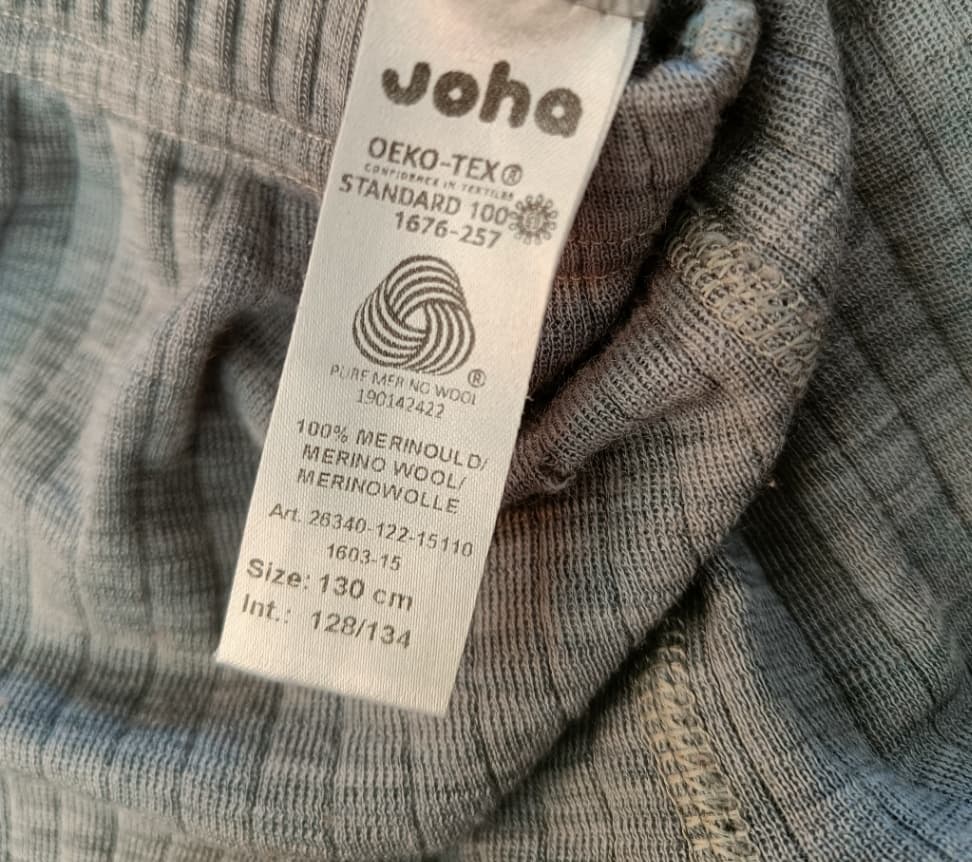 Joha
OEKO-TEX®
CONFIDENCE IN TEXTILES
STANDARD 100
1676-257
®
PURE MERINO WOOL
190142422
100% MERINOULD/
MERINO WOOL/
MERINOWOLLE
Art. 26340-122-15110
1603-15
Size: 130 cm
Int.: 128/134